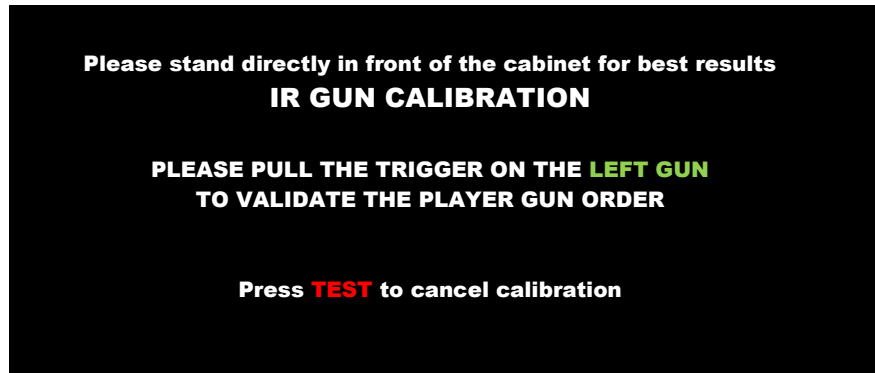 Please stand directly in front of the cabinet for best results
IR GUN CALIBRATION
PLEASE PULL THE TRIGGER ON THE LEFT GUN
TO VALIDATE THE PLAYER GUN ORDER
Press TEST to cancel calibration